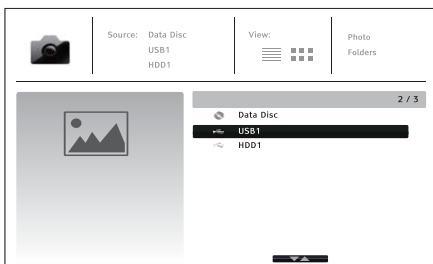 Source: Data Disc
USB1
HDD1
View:
Photo
Folders
2 / 3
Data Disc
USB1
HDD1